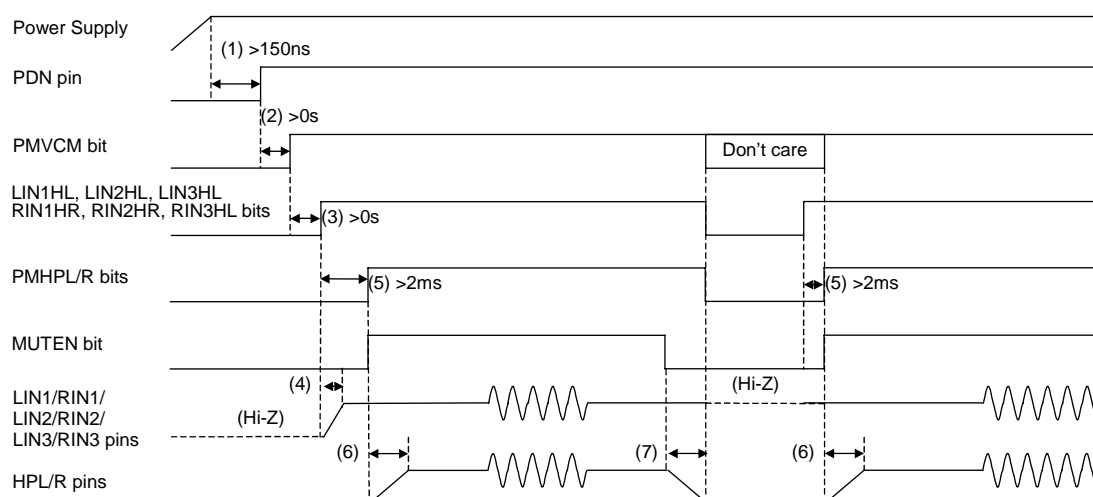 Power Supply
(1) >150ns
PDN pin
(2) >0s
PMVCM bit
Don't care
LIN1HL, LIN2HL, LIN3HL
RIN1HR, RIN2HR, RIN3HL bits
(3) >0s
PMHPL/R bits
(5) >2ms
(5) >2ms
MUTEN bit
(4)
(Hi-Z)
LIN1/RIN1/
LIN2/RIN2/
LIN3/RIN3 pins
(Hi-Z)
(6)
(7)
(6)
HPL/R pins